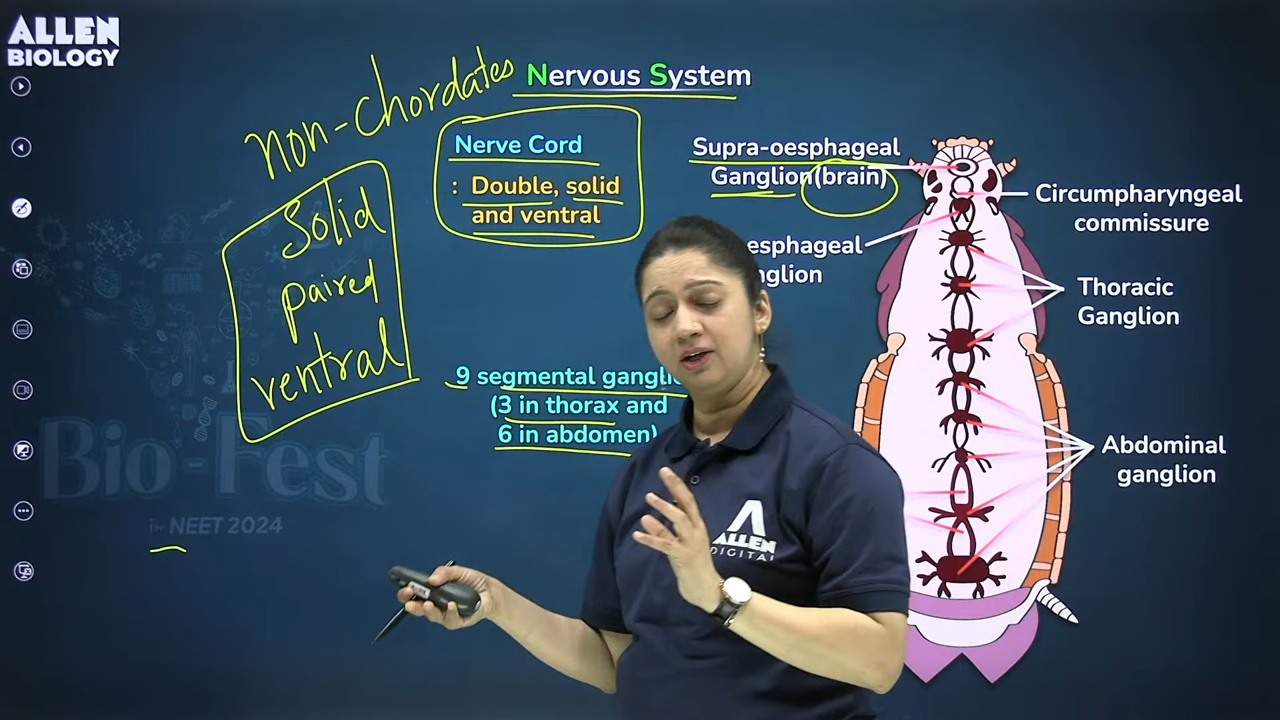 ALLEN
BIOLOGY
Nervous System
non-chordates
Nerve Cord
: Double, solid
and ventral
Solid
paired
ventral
9 segmental
(3 in thorax and
6 in abdomen)
Supra-oesphageal
Ganglion(brain)
Circumpharyngeal
commissure
Thoracic
Ganglion
Abdominal
ganglion
Bio-Fest
for NEET 2024
ALLEN
DIGITAL